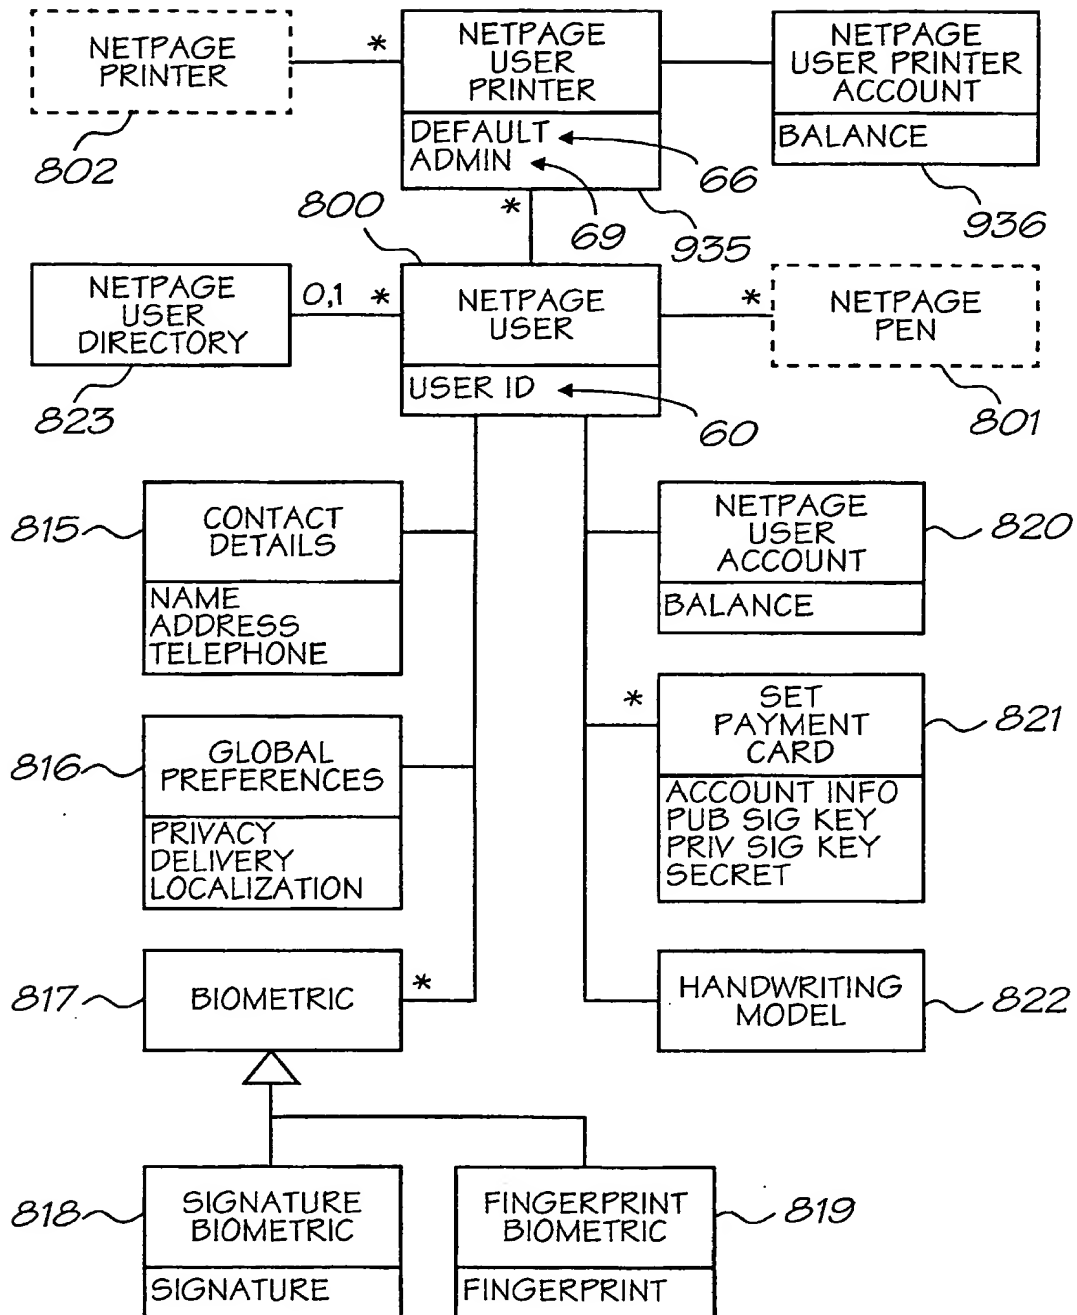 NETPAGE
PRINTER
802
*
NETPAGE
USER
PRINTER
DEFAULT
ADMIN
66
69
935
*
NETPAGE
USER PRINTER
ACCOUNT
BALANCE
936
800
NETPAGE
USER
DIRECTORY
823
0,1 *
NETPAGE
USER
USER ID
60
*
NETPAGE
PEN
801
815
CONTACT
DETAILS
NAME
ADDRESS
TELEPHONE
NETPAGE
USER
ACCOUNT
BALANCE
820
816
GLOBAL
PREFERENCES
PRIVACY
DELIVERY
LOCALIZATION
*
SET
PAYMENT
CARD
ACCOUNT INFO
PUB SIG KEY
PRIV SIG KEY
SECRET
821
817
BIOMETRIC
*
HANDWRITING
MODEL
822
818
SIGNATURE
BIOMETRIC
SIGNATURE
FINGERPRINT
BIOMETRIC
FINGERPRINT
819